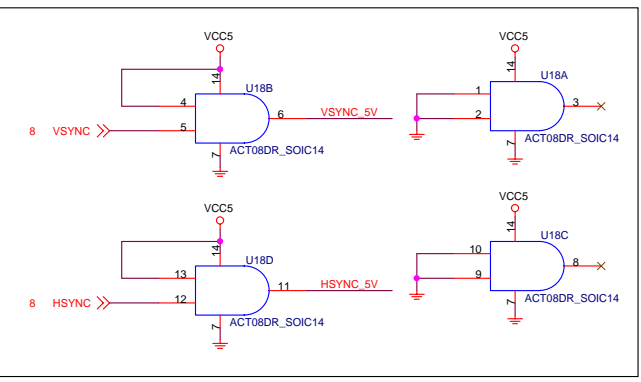 VCC5
14
U18B
4
5
6
8 VSYNC
VSYNC_5V
7
ACT08DR_SOIC14
VCC5
14
U18A
1
2
3
7
ACT08DR_SOIC14
VCC5
14
U18D
13
12
11
8 HSYNC
HSYNC_5V
7
ACT08DR_SOIC14
VCC5
14
U18C
10
9
8
7
ACT08DR_SOIC14